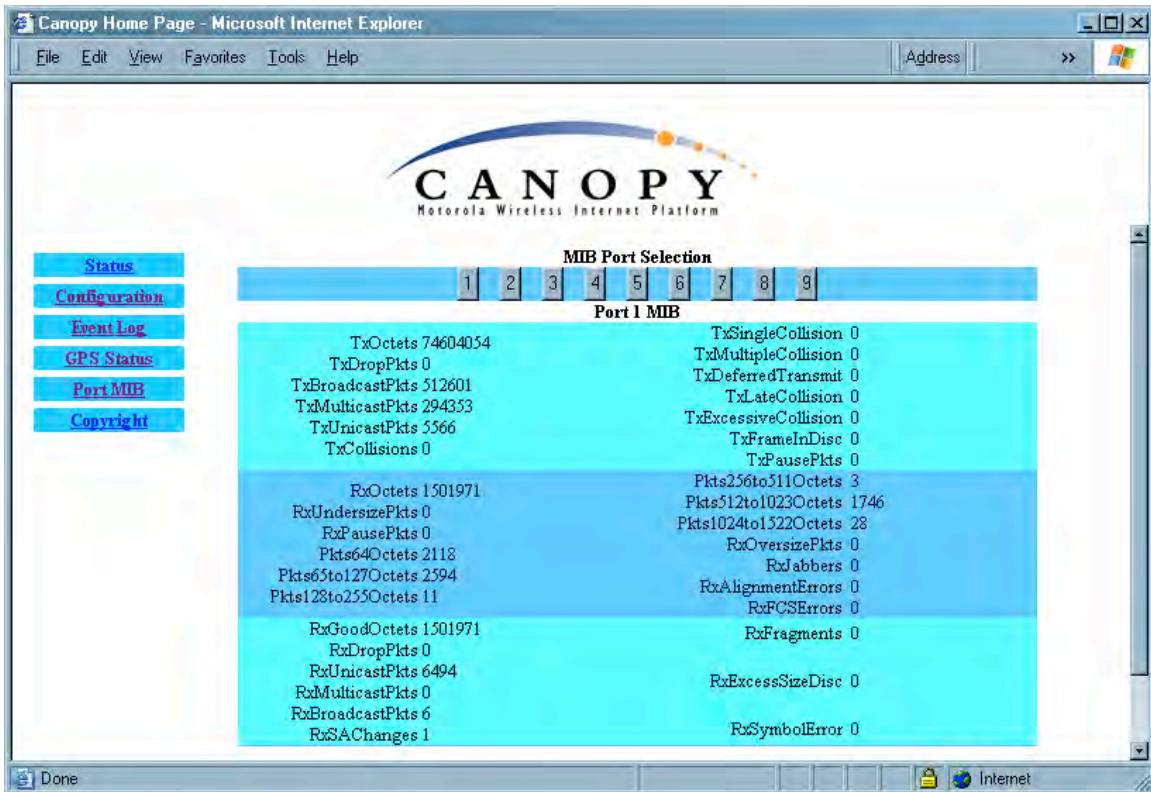 Canopy Home Page - Microsoft Internet Explorer
File Edit View Favorites Tools Help Address »
CANOPY
Motorola Wireless Internet Platform
Status
Configuration
Event Log
GPS Status
Port MIB
Copyright
MIB Port Selection
1 2 3 4 5 6 7 8 9
Port 1 MIB
TxOctets 74604054
TxDropPkts 0
TxBroadcastPkts 512601
TxMulticastPkts 294353
TxUnicastPkts 5566
TxCollisions 0
TxSingleCollision 0
TxMultipleCollision 0
TxDeferredTransmit 0
TxLateCollision 0
TxExcessiveCollision 0
TxFrameInDisc 0
TxPausePkts 0
RxOctets 1501971
RxUndersizePkts 0
RxPausePkts 0
Pkts64Octets 2118
Pkts65to127Octets 2594
Pkts128to255Octets 11
Pkts256to511Octets 3
Pkts512to1023Octets 1746
Pkts1024to1522Octets 28
RxOversizePkts 0
RxJabbers 0
RxAlignmentErrors 0
RxFCSErrors 0
RxGoodOctets 1501971
RxDropPkts 0
RxUnicastPkts 6494
RxMulticastPkts 0
RxBroadcastPkts 6
RxSAChanges 1
RxFragments 0
RxExcessSizeDisc 0
RxSymbolError 0
Done Internet